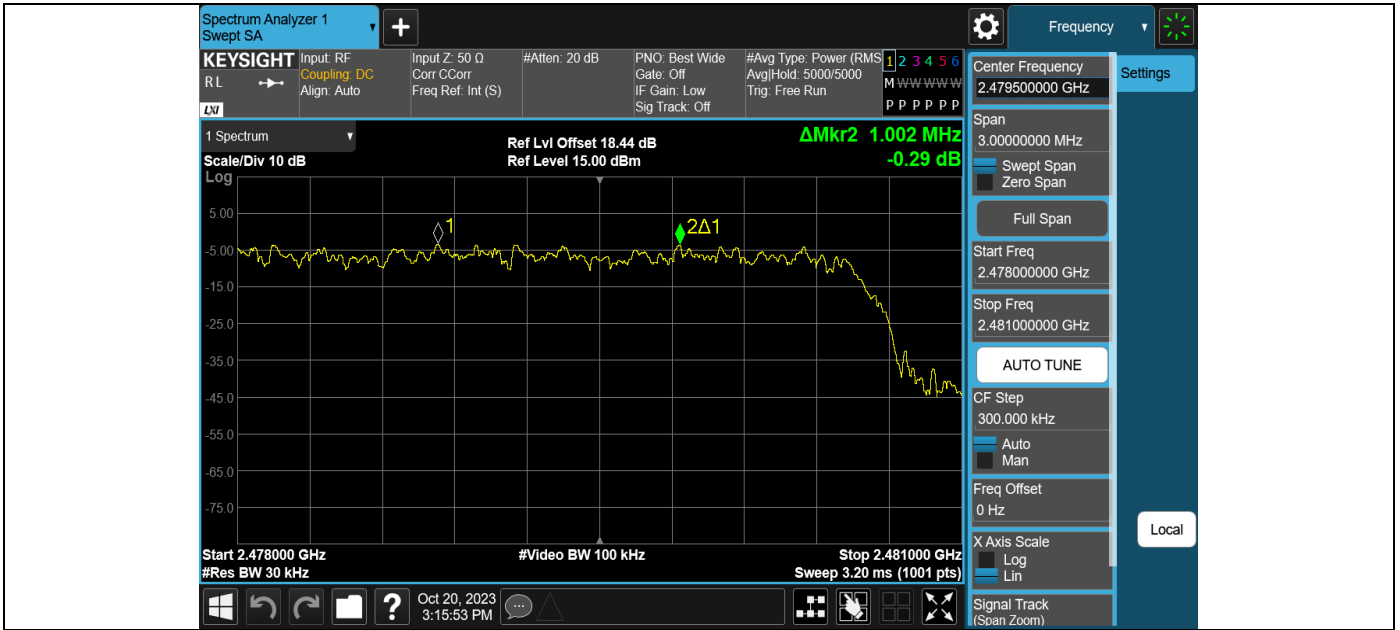 Spectrum Analyzer 1
Swept SA
+
Frequency
KEYSIGHT
RL
LXI
Input: RF
Coupling: DC
Align: Auto
Input Z: 50 Ω
Corr CCorr
Freq Ref: Int (S)
#Atten: 20 dB
PNO: Best Wide
Gate: Off
IF Gain: Low
Sig Track: Off
#Avg Type: Power (RMS
Avg|Hold: 5000/5000
Trig: Free Run
1 2 3 4 5 6
M W W W W W
P P P P P P
1 Spectrum
Scale/Div 10 dB
Log
Ref Lvl Offset 18.44 dB
Ref Level 15.00 dBm
ΔMkr2 1.002 MHz
-0.29 dB
5.00
-5.00
-15.0
-25.0
-35.0
-45.0
-55.0
-65.0
-75.0
1
2Δ1
Start 2.478000 GHz
#Res BW 30 kHz
#Video BW 100 kHz
Stop 2.481000 GHz
Sweep 3.20 ms (1001 pts)
?
Oct 20, 2023
3:15:53 PM
Center Frequency
2.479500000 GHz
Span
3.00000000 MHz
Swept Span
Zero Span
Full Span
Start Freq
2.478000000 GHz
Stop Freq
2.481000000 GHz
AUTO TUNE
CF Step
300.000 kHz
Auto
Man
Freq Offset
0 Hz
X Axis Scale
Log
Lin
Signal Track
(Span Zoom)
Settings
Local